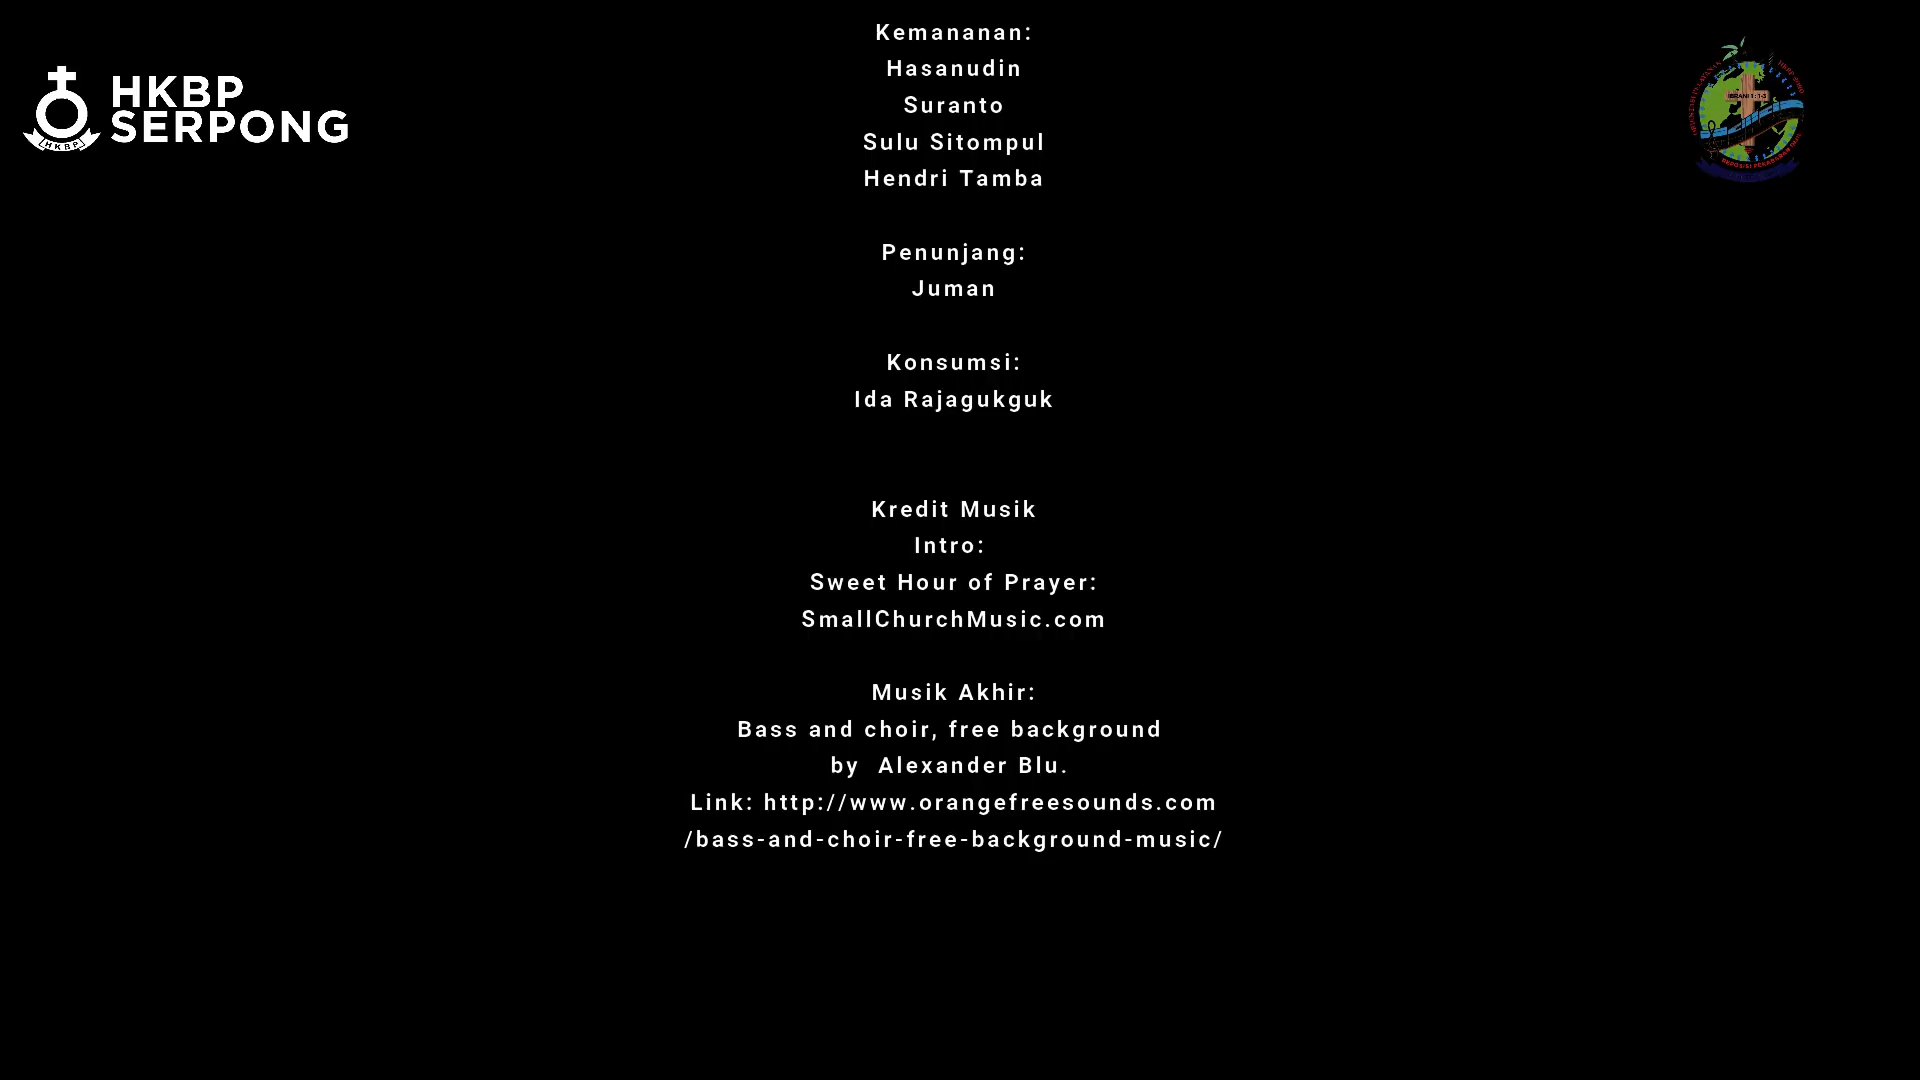 HKBP
SERPONG
HKBP
Kemananan:
Hasanudin
Suranto
Sulu Sitompul
Hendri Tamba
Penunjang:
Juman
Konsumsi:
Ida Rajagukguk
Kredit Musik
Intro:
Sweet Hour of Prayer:
SmallChurchMusic.com
Musik Akhir:
Bass and choir, free background
by  Alexander Blu.
Link: http://www.orangefreesounds.com
/bass-and-choir-free-background-music/